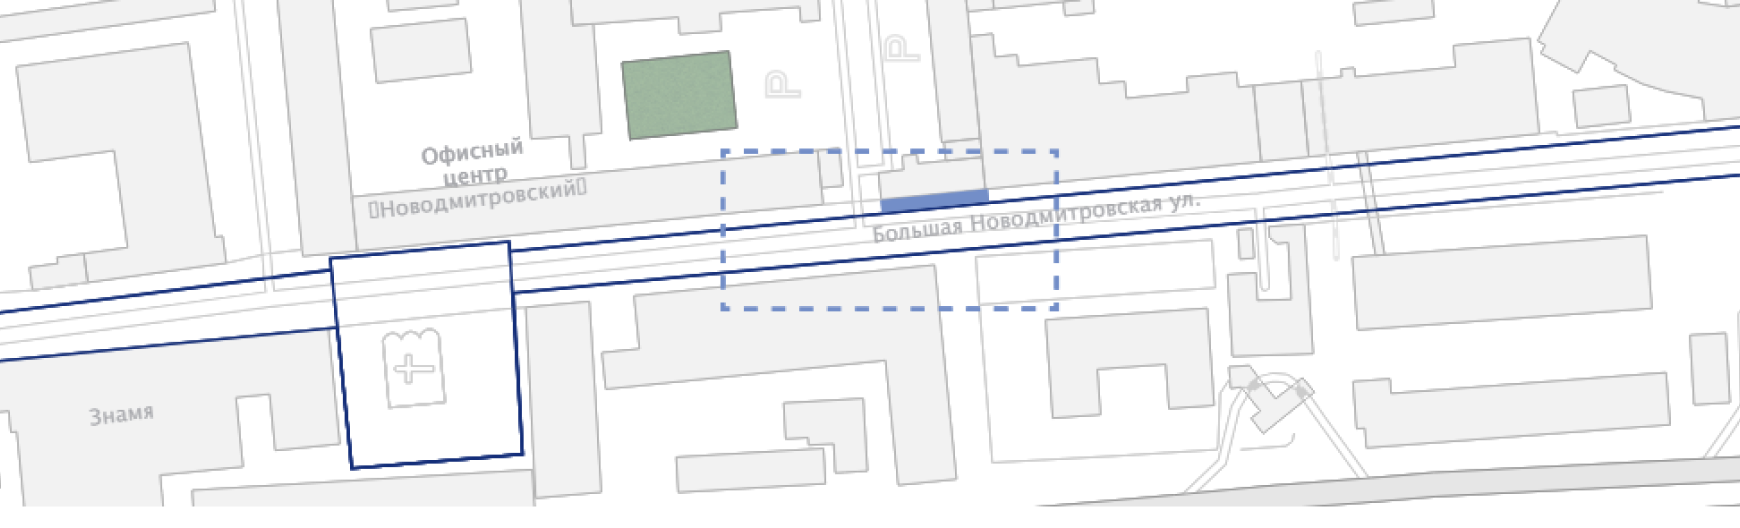 P
P
Офисный
центр
▯Новодмитровский▯
Большая Новодмитровская ул.
Знамя